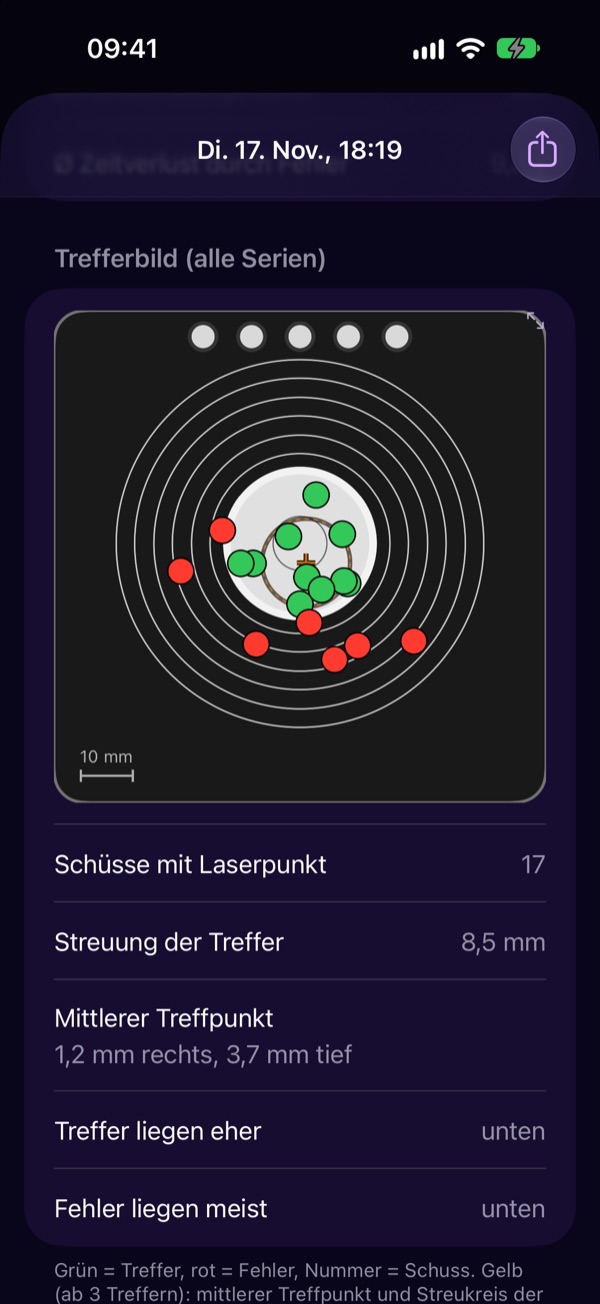 09:41
Di. 17. Nov., 18:19
Ø Zeitverlust durch Fehler
Trefferbild (alle Serien)
10 mm
Schüsse mit Laserpunkt 17
Streuung der Treffer 8,5 mm
Mittlerer Treffpunkt
1,2 mm rechts, 3,7 mm tief
Treffer liegen eher unten
Fehler liegen meist unten
Grün = Treffer, rot = Fehler, Nummer = Schuss. Gelb
(ab 3 Treffern): mittlerer Treffpunkt und Streukreis der